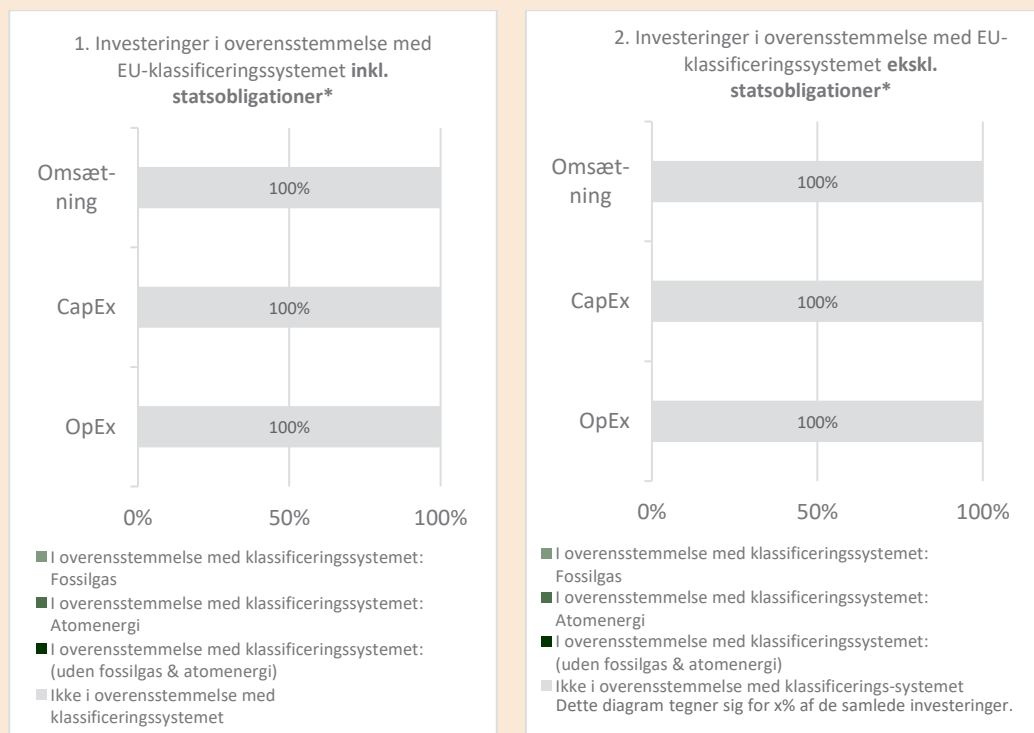 1. Investeringer i overensstemmelse med
EU-klassificeringssystemet inkl.
statsobligationer*
Omsæt-
ning
100%
CapEx
100%
OpEx
100%
0%
50%
100%
I overensstemmelse med klassificeringssystemet:
Fossilgas
I overensstemmelse med klassificeringssystemet:
Atomenergi
I overensstemmelse med klassificeringssystemet:
(uden fossilgas & atomenergi)
Ikke i overensstemmelse med
klassificeringssystemet
2. Investeringer i overensstemmelse med EU-
klassificeringssystemet ekskl.
statsobligationer*
Omsæt-
ning
100%
CapEx
100%
OpEx
100%
0%
50%
100%
I overensstemmelse med klassificeringssystemet:
Fossilgas
I overensstemmelse med klassificeringssystemet:
Atomenergi
I overensstemmelse med klassificeringssystemet:
(uden fossilgas & atomenergi)
Ikke i overensstemmelse med klassificerings-systemet
Dette diagram tegner sig for x% af de samlede investeringer.